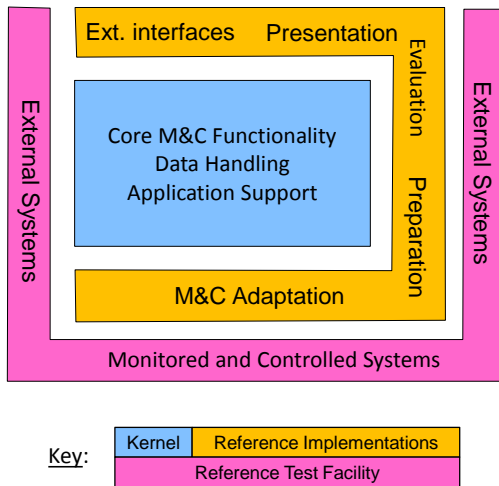 Ext. interfaces Presentation
Evaluation
Preparation
External Systems
External Systems
Core M&C Functionality
Data Handling
Application Support
M&C Adaptation
Monitored and Controlled Systems
Key:
Kernel Reference Implementations
Reference Test Facility